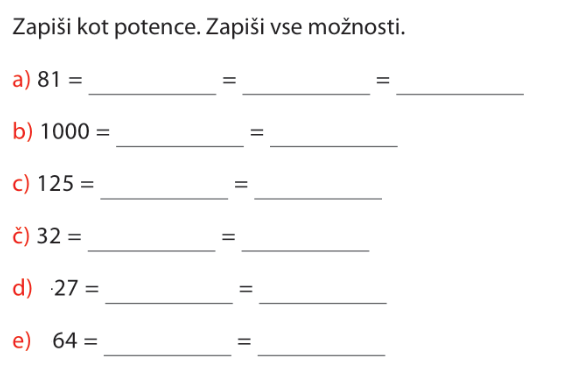 Zapiši kot potence. Zapiši vse možnosti.
a) 81 = ____________ = ____________ = ____________
b) 1000 = ____________ = ____________
c) 125 = ____________ = ____________
č) 32 = ____________ = ____________
d) ·27 = ____________ = ____________
e) 64 = ____________ = ____________